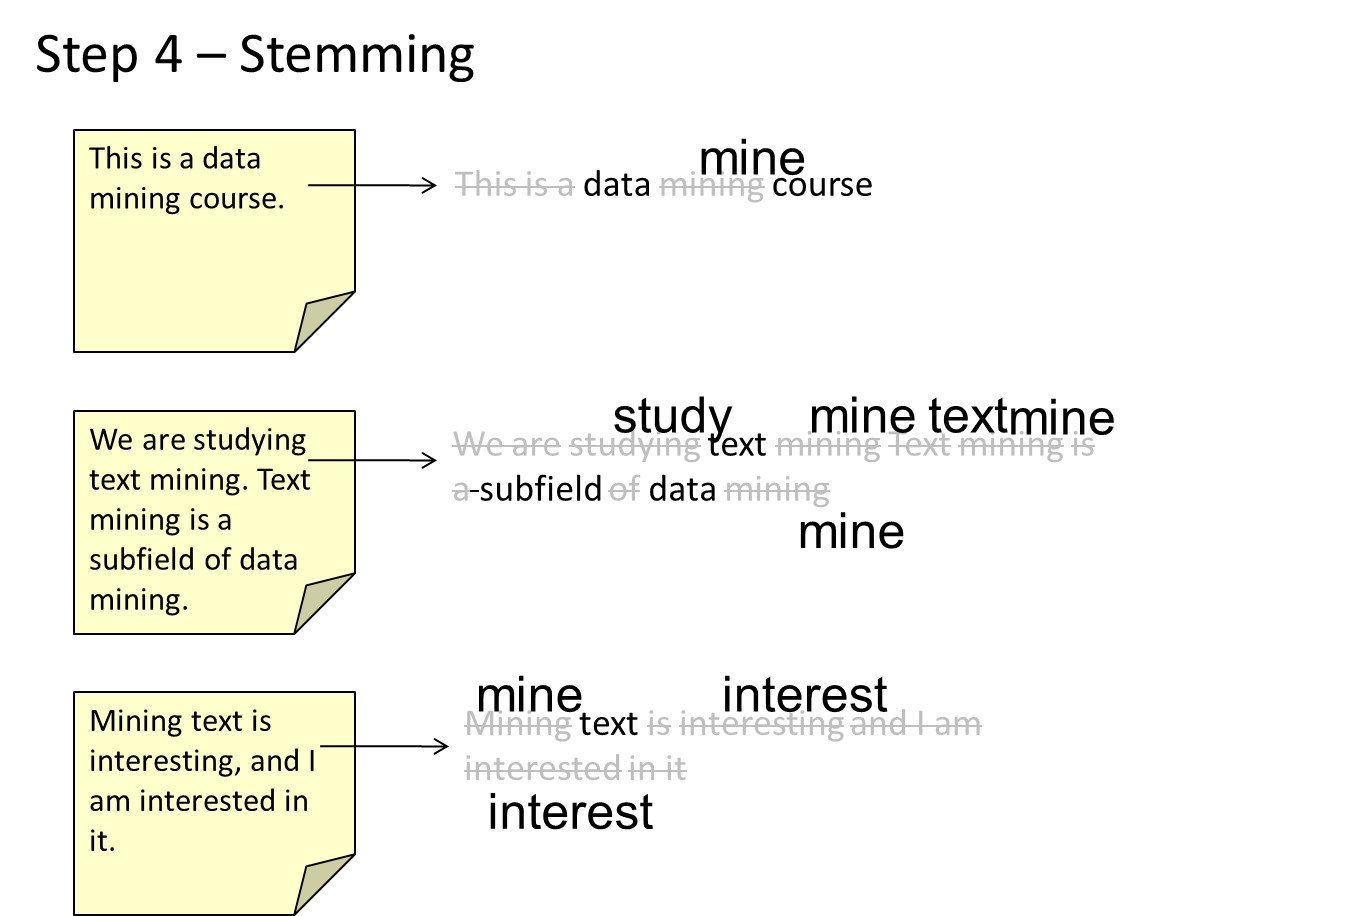 Step 4 – Stemming
This is a data
mining course.
mine
This is a data mining course
We are studying
text mining. Text
mining is a
subfield of data
mining.
study mine textmine
We are studying text mining Text mining is
a-subfield of data mining
mine
Mining text is
interesting, and I
am interested in
it.
mine interest
Mining text is interesting and I am
interested in it
interest